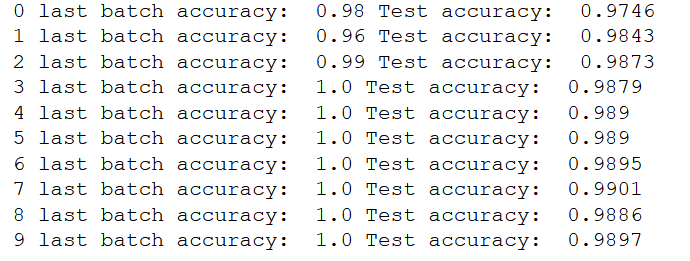 0 last batch accuracy:  0.98 Test accuracy:  0.9746
1 last batch accuracy:  0.96 Test accuracy:  0.9843
2 last batch accuracy:  0.99 Test accuracy:  0.9873
3 last batch accuracy:  1.0 Test accuracy:  0.9879
4 last batch accuracy:  1.0 Test accuracy:  0.989
5 last batch accuracy:  1.0 Test accuracy:  0.989
6 last batch accuracy:  1.0 Test accuracy:  0.9895
7 last batch accuracy:  1.0 Test accuracy:  0.9901
8 last batch accuracy:  1.0 Test accuracy:  0.9886
9 last batch accuracy:  1.0 Test accuracy:  0.9897